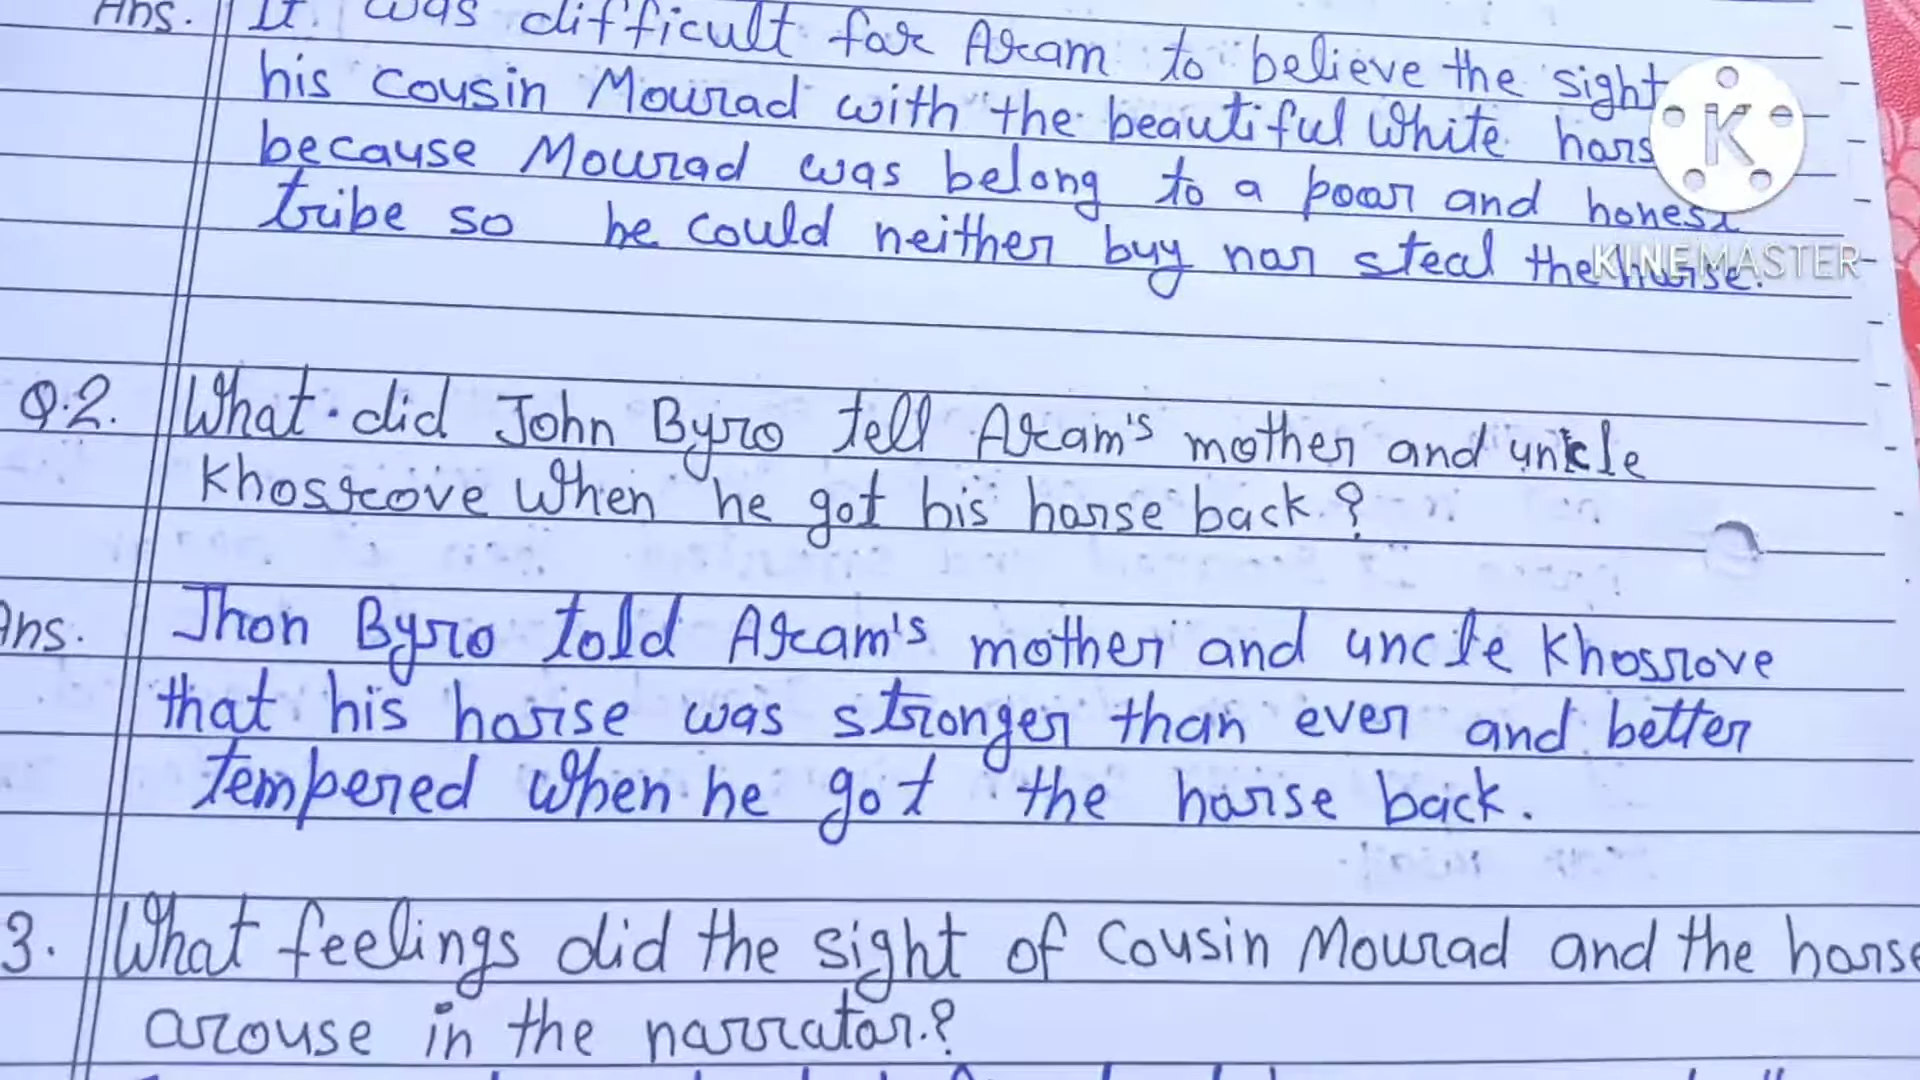 Ans. It was difficult for Aram to believe the sight
his cousin Mourad with the beautiful white hors
because Mourad was belong to a poor and honest
tribe so he could neither buy nor steal the horse.
KINEMASTER
Q.2. What did John Byro tell Aram's mother and unkle
Khosrove when he got his horse back?
Ans. Jhon Byro told Aram's mother and uncle Khosrove
that his horse was stronger than ever and better
tempered when he got the horse back.
3. What feelings did the sight of Cousin Mourad and the horse
arouse in the narrator?